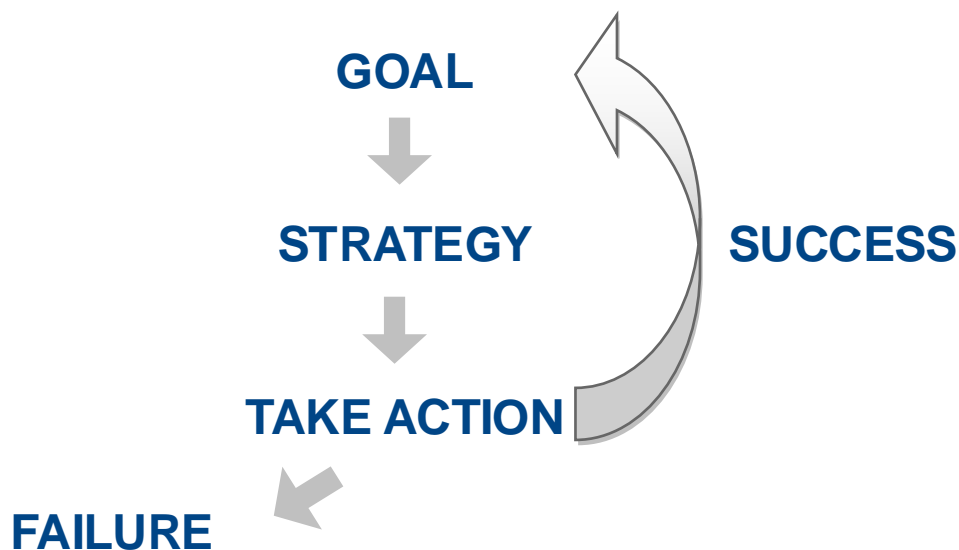 GOAL
STRATEGY
SUCCESS
TAKE ACTION
FAILURE